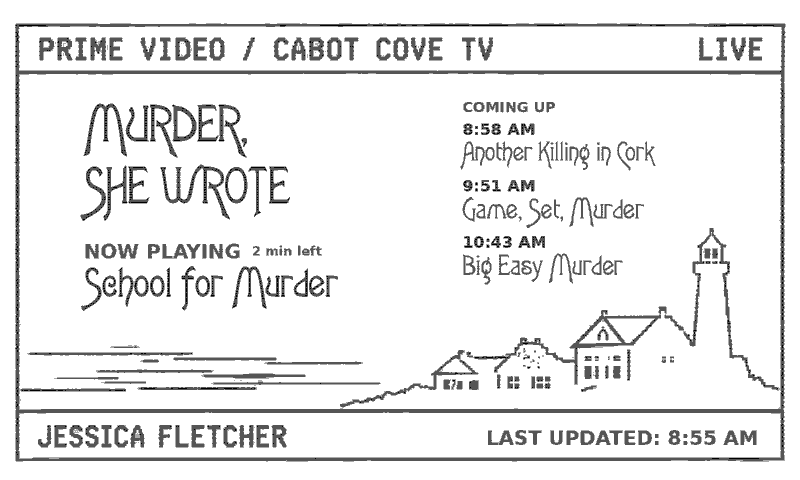 PRIME VIDEO / CABOT COVE TV
LIVE
MURDER,
SHE WROTE
NOW PLAYING 2 min left
School for Murder
COMING UP
8:58 AM
Another Killing in Cork
9:51 AM
Game, Set, Murder
10:43 AM
Big Easy Murder
JESSICA FLETCHER
LAST UPDATED: 8:55 AM